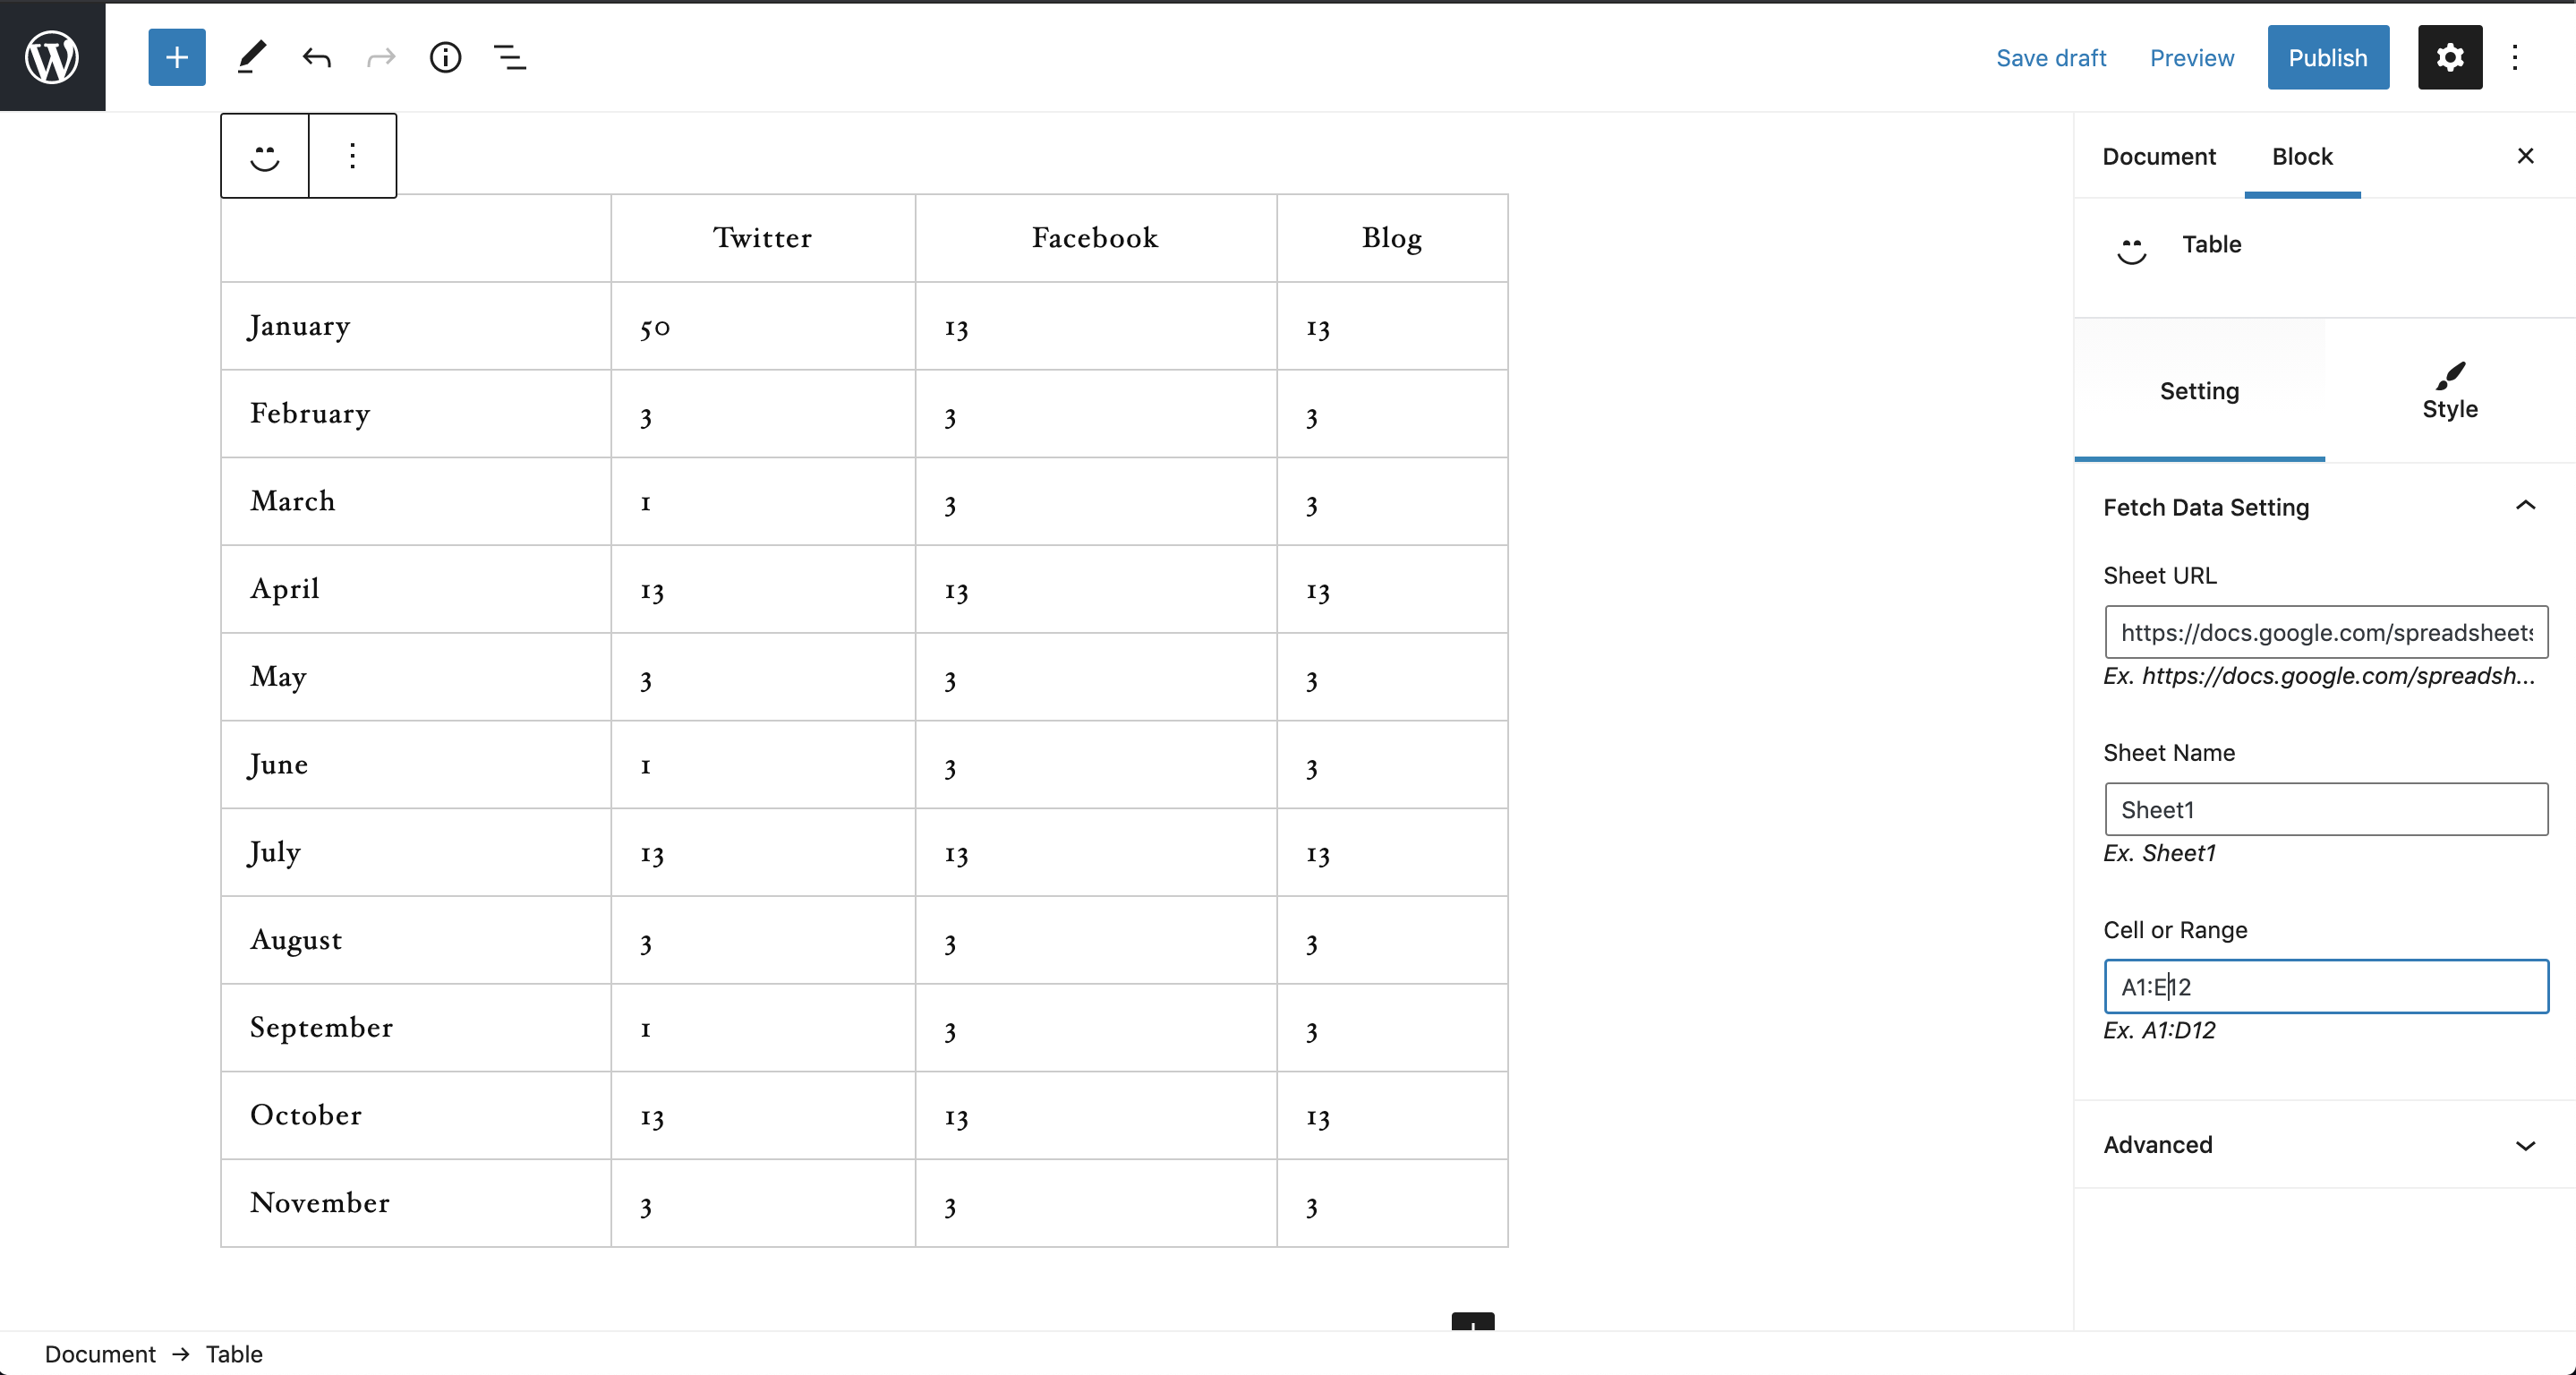 Save draft Preview Publish
Document Block
Table
Setting
Style
Fetch Data Setting
Sheet URL
https://docs.google.com/spreadsheets
Ex. https://docs.google.com/spreadsh...
Sheet Name
Sheet1
Ex. Sheet1
Cell or Range
A1:E12
Ex. A1:D12
Advanced
Twitter Facebook Blog
January 50 13 13
February 3 3 3
March 1 3 3
April 13 13 13
May 3 3 3
June 1 3 3
July 13 13 13
August 3 3 3
September 1 3 3
October 13 13 13
November 3 3 3
Document → Table